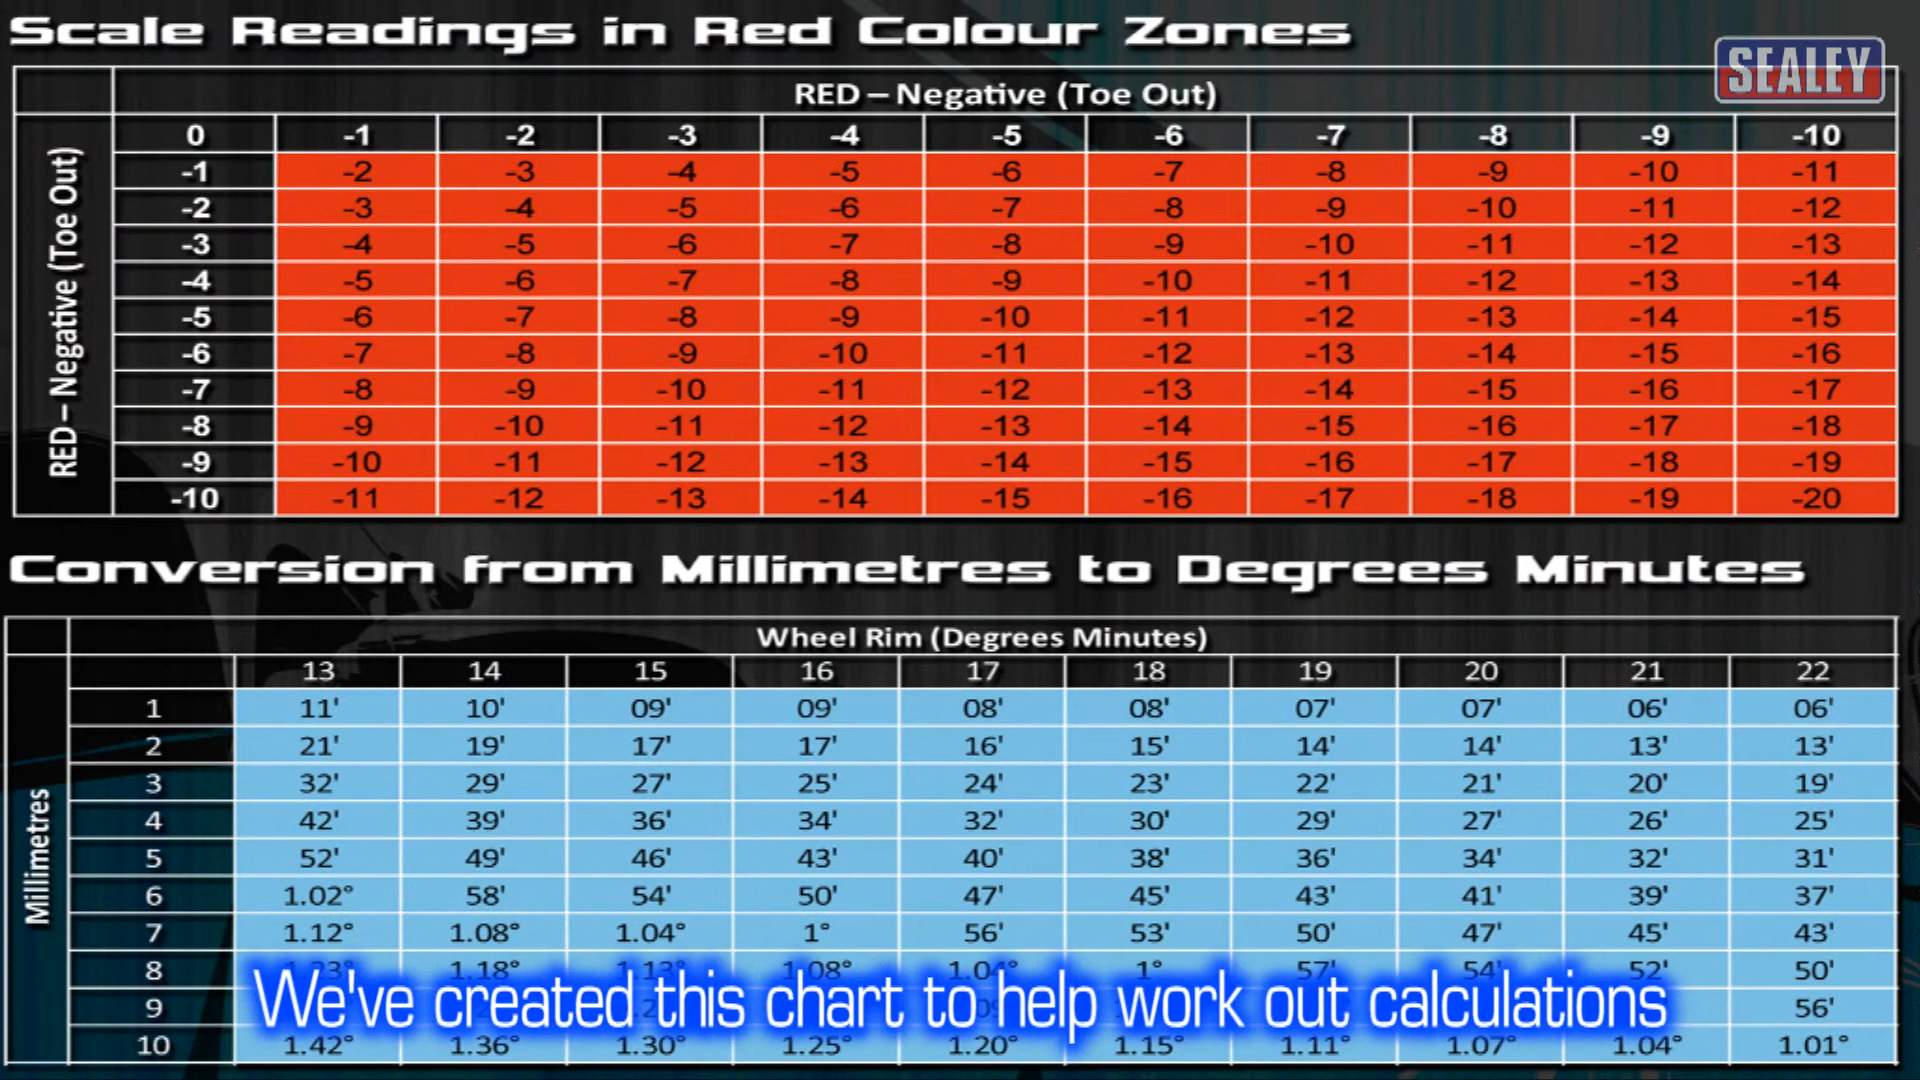 Scale Readings in Red Colour Zones
SEALEY
RED – Negative (Toe Out)
RED – Negative (Toe Out)
0 -1 -2 -3 -4 -5 -6 -7 -8 -9 -10
-1 -2 -3 -4 -5 -6 -7 -8 -9 -10 -11
-2 -3 -4 -5 -6 -7 -8 -9 -10 -11 -12
-3 -4 -5 -6 -7 -8 -9 -10 -11 -12 -13
-4 -5 -6 -7 -8 -9 -10 -11 -12 -13 -14
-5 -6 -7 -8 -9 -10 -11 -12 -13 -14 -15
-6 -7 -8 -9 -10 -11 -12 -13 -14 -15 -16
-7 -8 -9 -10 -11 -12 -13 -14 -15 -16 -17
-8 -9 -10 -11 -12 -13 -14 -15 -16 -17 -18
-9 -10 -11 -12 -13 -14 -15 -16 -17 -18 -19
-10 -11 -12 -13 -14 -15 -16 -17 -18 -19 -20
Conversion from Millimetres to Degrees Minutes
Wheel Rim (Degrees Minutes)
Millimetres
13 14 15 16 17 18 19 20 21 22
1 11' 10' 09' 09' 08' 08' 07' 07' 06' 06'
2 21' 19' 17' 17' 16' 15' 14' 14' 13' 13'
3 32' 29' 27' 25' 24' 23' 22' 21' 20' 19'
4 42' 39' 36' 34' 32' 30' 29' 27' 26' 25'
5 52' 49' 46' 43' 40' 38' 36' 34' 32' 31'
6 1.02° 58' 54' 50' 47' 45' 43' 41' 39' 37'
7 1.12° 1.08° 1.04° 1° 56' 53' 50' 47' 45' 43'
8 1.23° 1.18° 1.13° 1.08° 1.04° 1° 57' 54' 52' 50'
9 56'
We've created this chart to help work out calculations
10 1.42° 1.36° 1.30° 1.25° 1.20° 1.15° 1.11° 1.07° 1.04° 1.01°